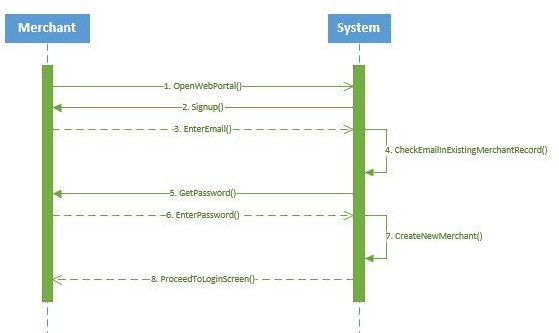 Merchant
System
1. OpenWebPortal()
2. Signup()
3. EnterEmail()
4. CheckEmailInExistingMerchantRecord()
5. GetPassword()
6. EnterPassword()
7. CreateNewMerchant()
8. ProceedToLoginScreen()